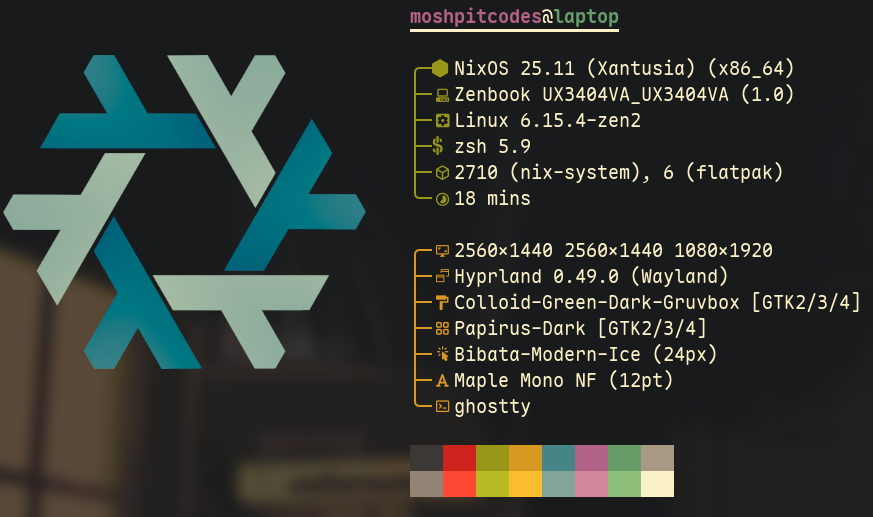 moshpitcodes@laptop
NixOS 25.11 (Xantusia) (x86_64)
Zenbook UX3404VA_UX3404VA (1.0)
Linux 6.15.4-zen2
zsh 5.9
2710 (nix-system), 6 (flatpak)
18 mins
2560×1440 2560×1440 1080×1920
Hyprland 0.49.0 (Wayland)
Colloid-Green-Dark-Gruvbox [GTK2/3/4]
Papirus-Dark [GTK2/3/4]
Bibata-Modern-Ice (24px)
Maple Mono NF (12pt)
ghostty